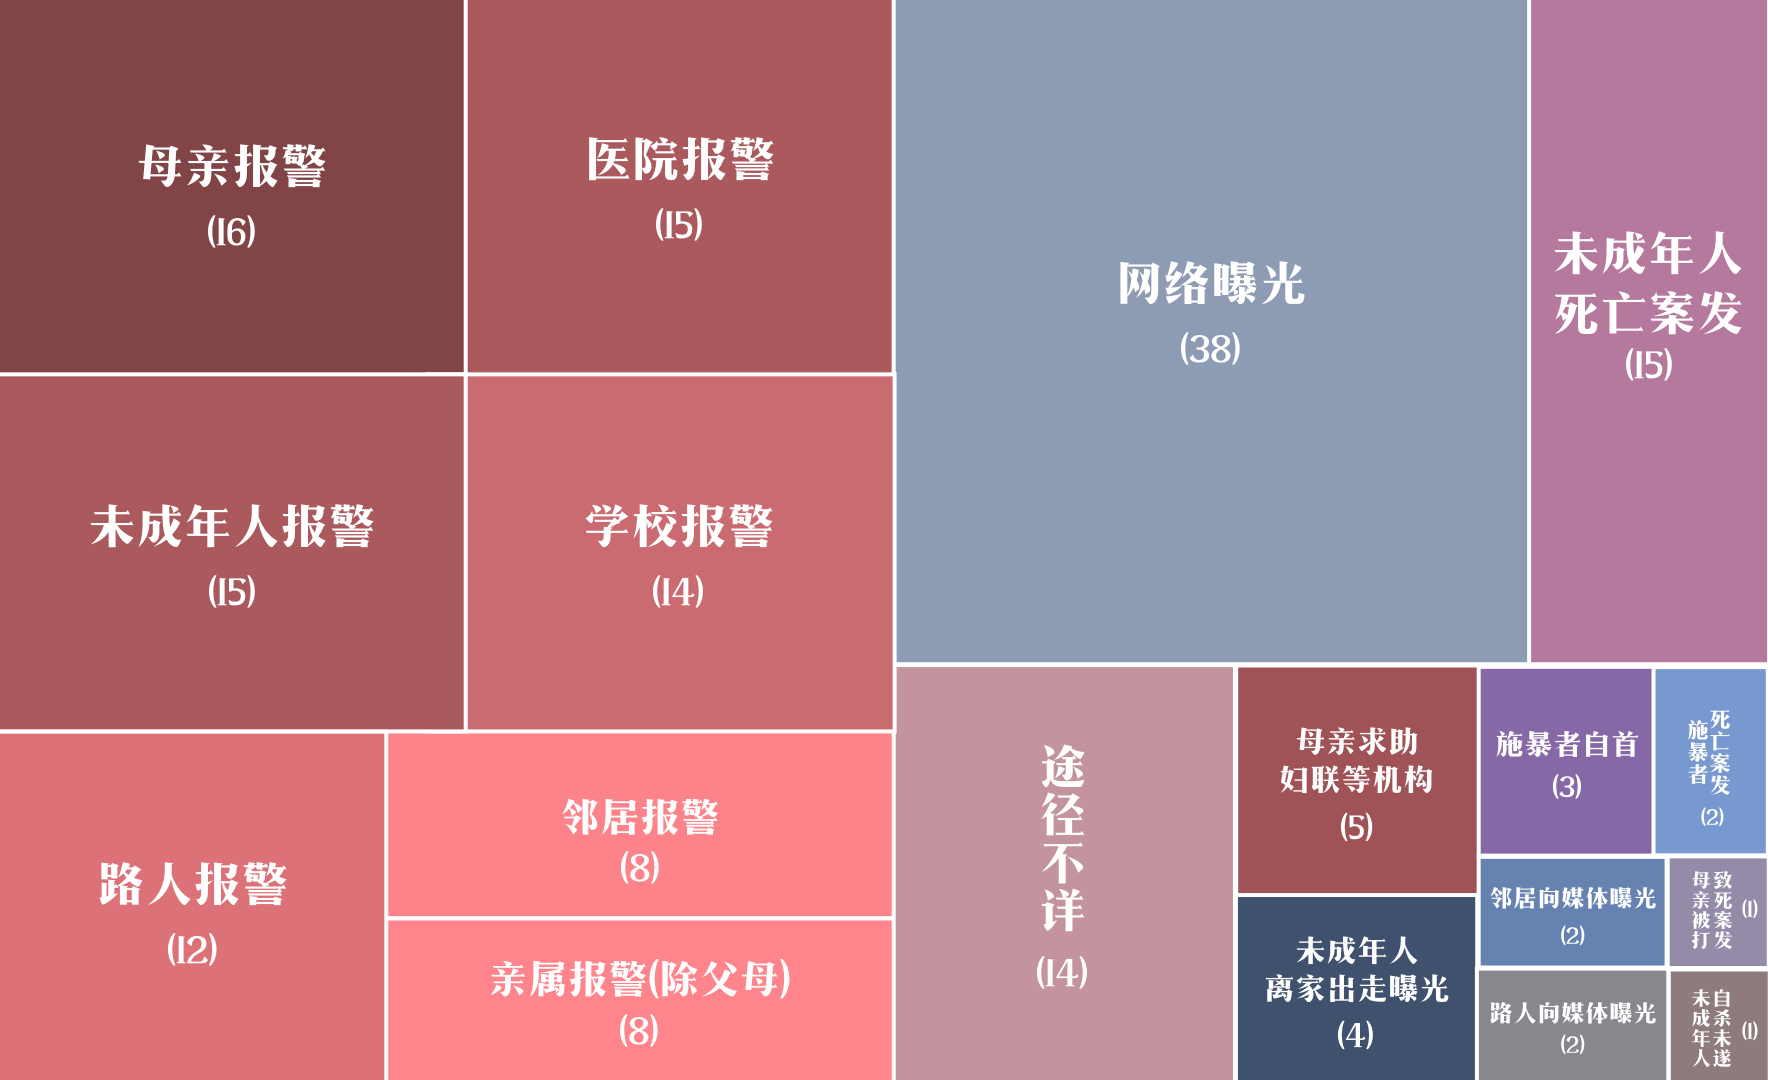 母亲报警
(16)
医院报警
(15)
网络曝光
(38)
未成年人
死亡案发
(15)
未成年人报警
(15)
学校报警
(14)
路人报警
(12)
邻居报警
(8)
亲属报警(除父母)
(8)
途径不详
(14)
母亲求助
妇联等机构
(5)
未成年人
离家出走曝光
(4)
施暴者自首
(3)
施暴者
死亡案发
(2)
邻居向媒体曝光
(2)
母亲被打
致死案发
(1)
路人向媒体曝光
(2)
未成年人
自杀未遂
(1)